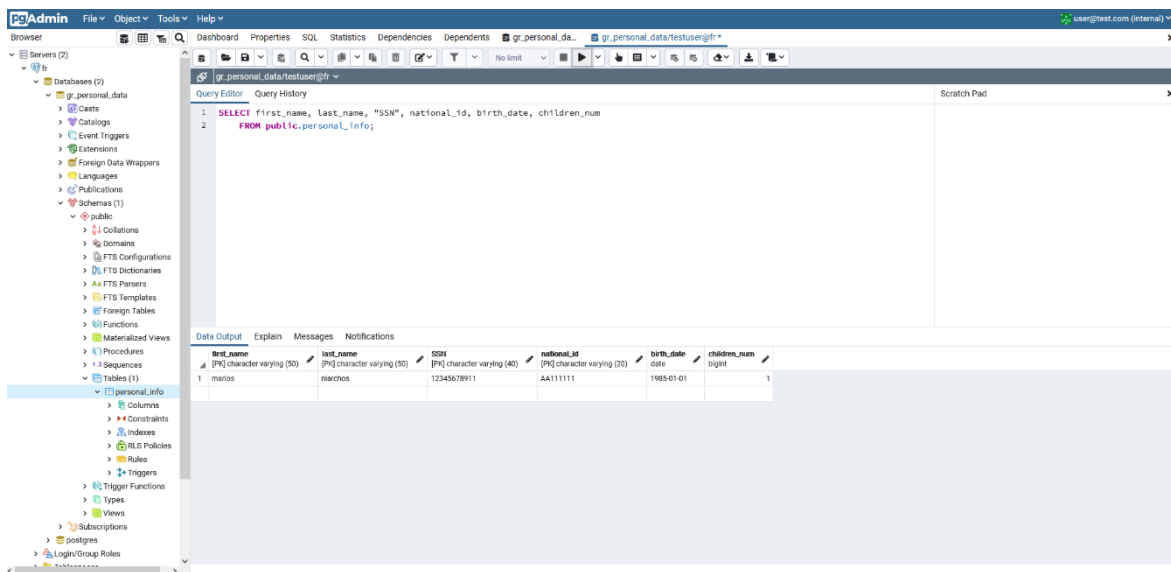 pgAdmin File Object Tools Help user@test.com (internal)
Browser Dashboard Properties SQL Statistics Dependencies Dependents gr_personal_da... gr_personal_data/testuser@fr *
No limit
gr_personal_data/testuser@fr
Query Editor Query History Scratch Pad
1 SELECT first_name, last_name, "SSN", national_id, birth_date, children_num
2 FROM public.personal_info;
Servers (2)
fr
Databases (2)
gr_personal_data
Casts
Catalogs
Event Triggers
Extensions
Foreign Data Wrappers
Languages
Publications
Schemas (1)
public
Collations
Domains
FTS Configurations
FTS Dictionaries
FTS Parsers
FTS Templates
Foreign Tables
Functions
Materialized Views
Procedures
1..3 Sequences
Tables (1)
personal_info
Columns
Constraints
Indexes
RLS Policies
Rules
Triggers
Trigger Functions
Types
Views
Subscriptions
postgres
Login/Group Roles
Data Output Explain Messages Notifications
first_name last_name SSN national_id birth_date children_num
[PK] character varying (50) [PK] character varying (50) [PK] character varying (40) [PK] character varying (20) date bigint
1 marios niarchos 12345678911 AA111111 1985-01-01 1